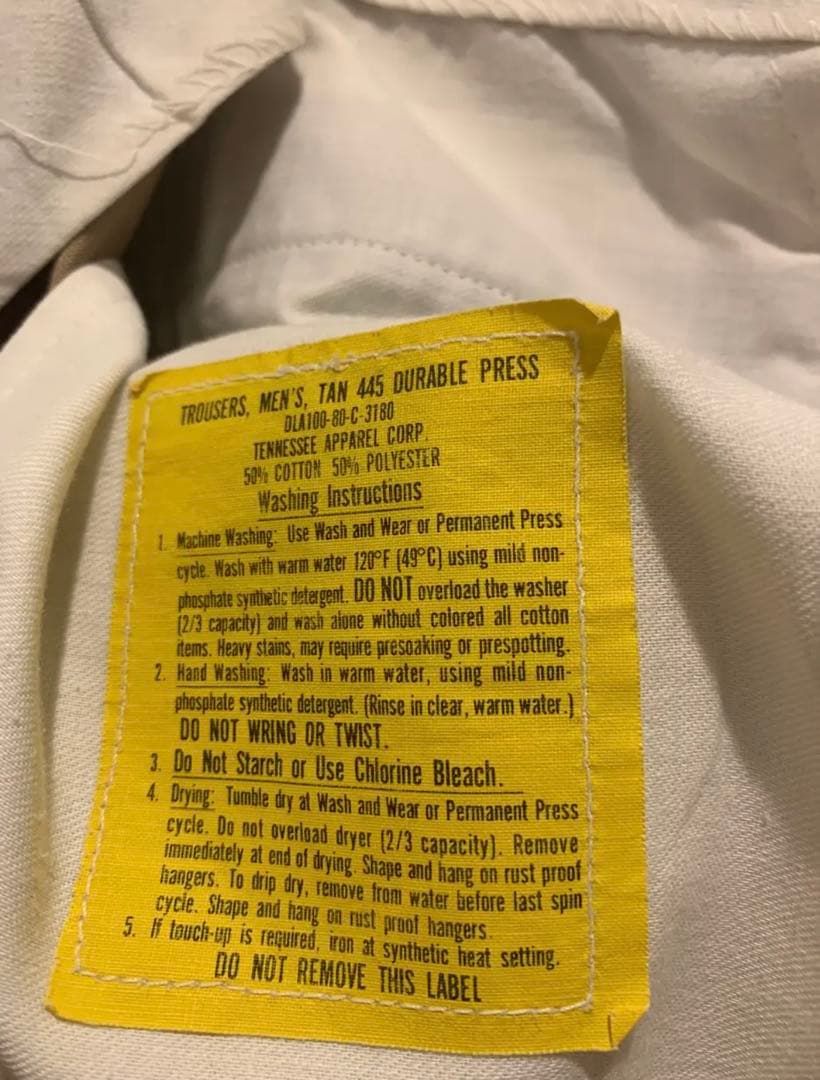 TROUSERS, MEN'S, TAN 445 DURABLE PRESS
DLA100-80-C-3180
TENNESSEE APPAREL CORP.
50% COTTON 50% POLYESTER
Washing Instructions
1. Machine Washing: Use Wash and Wear or Permanent Press
cycle. Wash with warm water 120°F (49°C) using mild non-
phosphate synthetic detergent. DO NOT overload the washer
(2/3 capacity) and wash alone without colored all cotton
items. Heavy stains, may require presoaking or prespotting.
2. Hand Washing: Wash in warm water, using mild non-
phosphate synthetic detergent. (Rinse in clear, warm water.)
DO NOT WRING OR TWIST.
3. Do Not Starch or Use Chlorine Bleach.
4. Drying: Tumble dry at Wash and Wear or Permanent Press
cycle. Do not overload dryer (2/3 capacity). Remove
immediately at end of drying. Shape and hang on rust proof
hangers. To drip dry, remove from water before last spin
cycle. Shape and hang on rust proof hangers.
5. If touch-up is required, iron at synthetic heat setting.
DO NOT REMOVE THIS LABEL